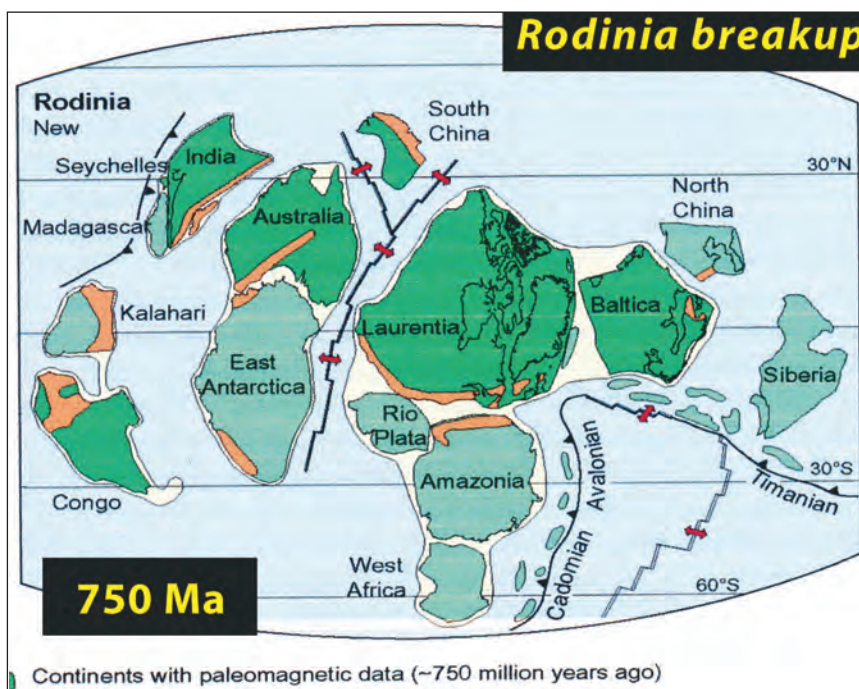 Rodinia breakup
Rodinia
New
South
China
Seychelles
India
30°N
North
China
Madagascar
Australia
Kalahari
Laurentia
Baltica
East
Antarctica
Siberia
Rio
Plata
Amazonia
Avalonian
30°S
Timanian
Congo
West
Africa
Cadomian
60°S
750 Ma
Continents with paleomagnetic data (~750 million years ago)